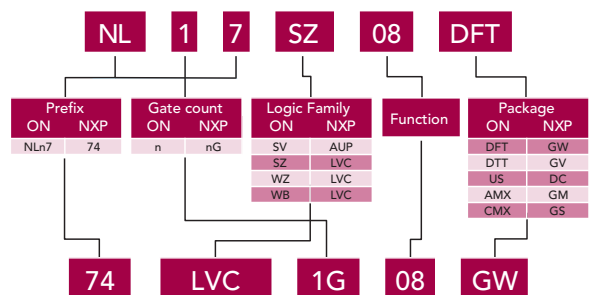 NL 1 7 SZ 08 DFT
Prefix
ON NXP
NLn7 74
Gate count
ON NXP
n nG
Logic Family
ON NXP
SV AUP
SZ LVC
WZ LVC
WB LVC
Function
Package
ON NXP
DFT GW
DTT GV
US DC
AMX GM
CMX GS
74 LVC 1G 08 GW